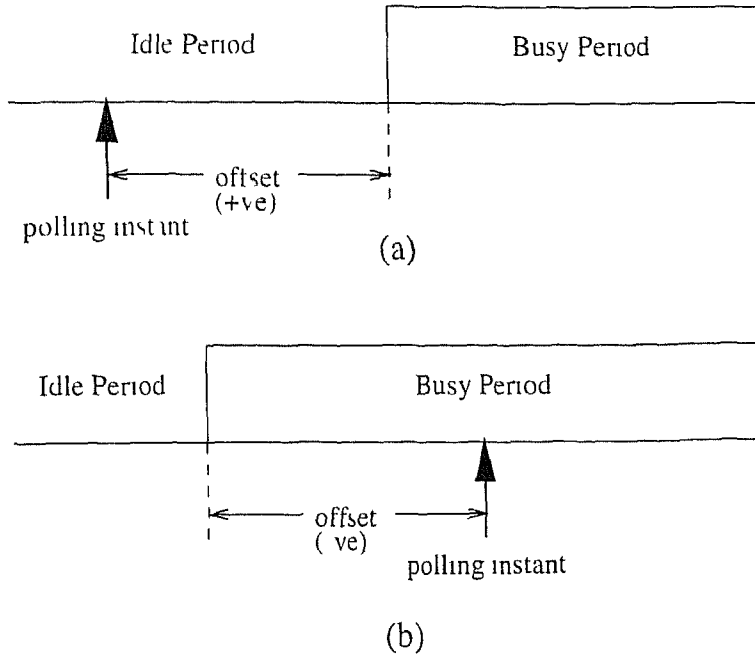 Idle Period
Busy Period
offset
(+ve)
polling instant
(a)
Idle Period
Busy Period
offset
( ve)
polling instant
(b)